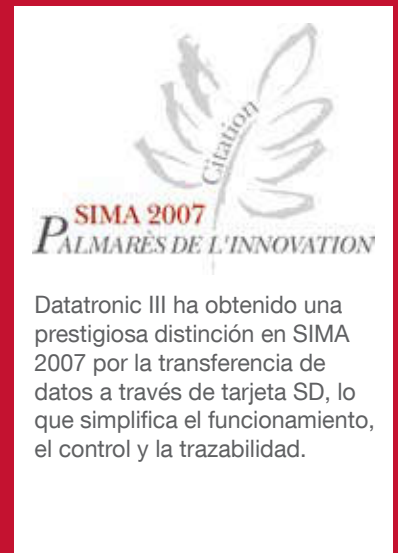 Citation
SIMA 2007
PALMARÈS DE L'INNOVATION
Datatronic III ha obtenido una
prestigiosa distinción en SIMA
2007 por la transferencia de
datos a través de tarjeta SD, lo
que simplifica el funcionamiento,
el control y la trazabilidad.